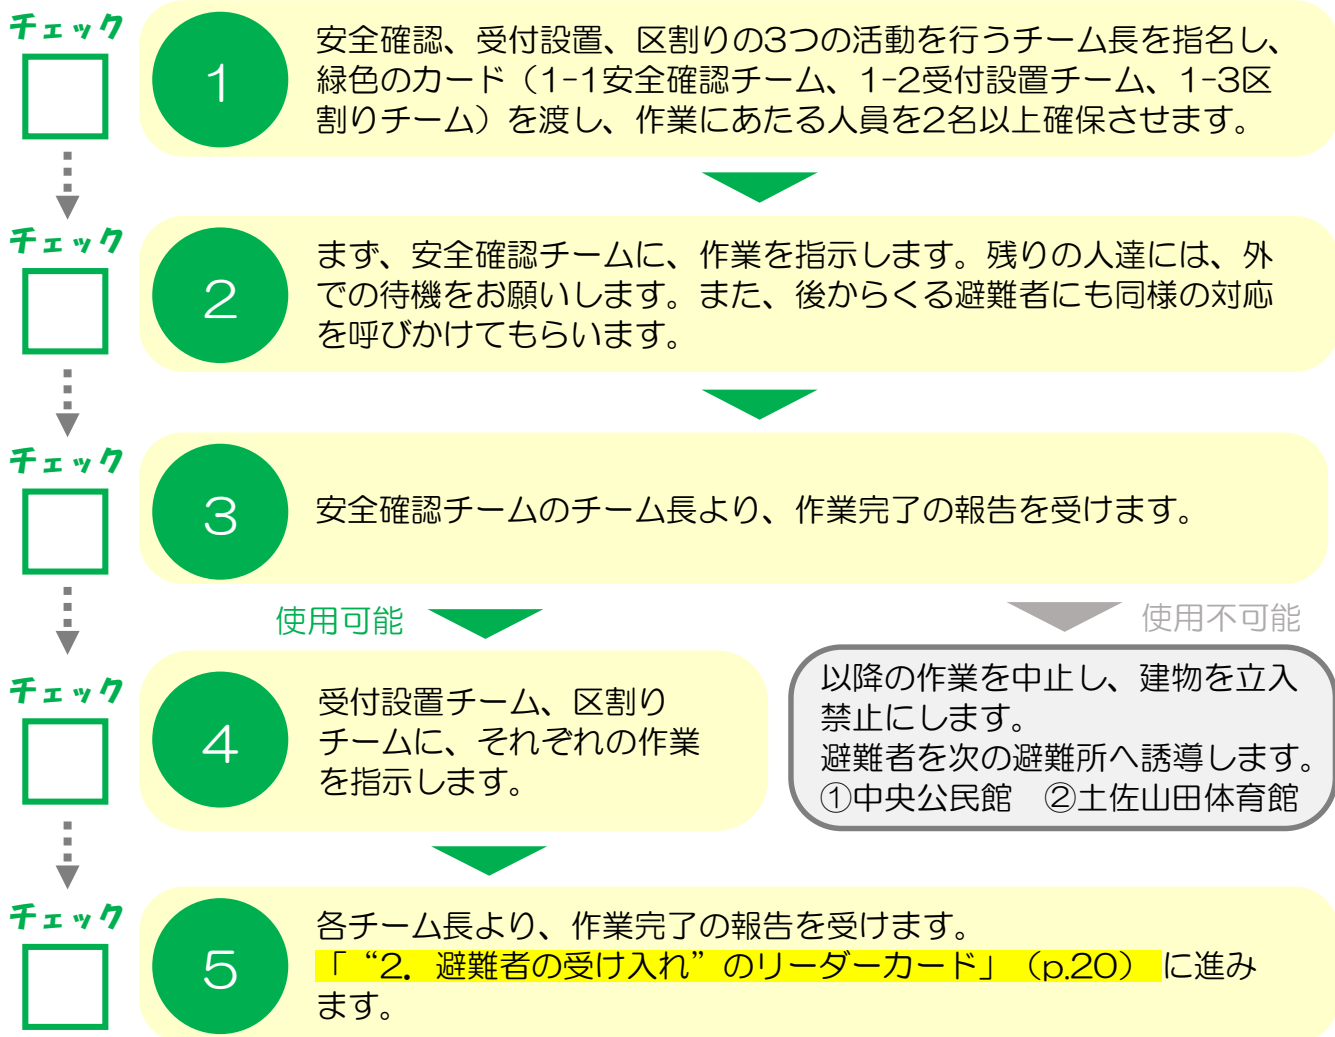 チェック
1
安全確認、受付設置、区割りの3つの活動を行うチーム長を指名し、
緑色のカード（1-1安全確認チーム、1-2受付設置チーム、1-3区
割りチーム）を渡し、作業にあたる人員を2名以上確保させます。
チェック
2
まず、安全確認チームに、作業を指示します。残りの人達には、外
での待機をお願いします。また、後からくる避難者にも同様の対応
を呼びかけてもらいます。
チェック
3
安全確認チームのチーム長より、作業完了の報告を受けます。
使用可能
使用不可能
チェック
4
受付設置チーム、区割り
チームに、それぞれの作業
を指示します。
以降の作業を中止し、建物を立入
禁止にします。
避難者を次の避難所へ誘導します。
①中央公民館　②土佐山田体育館
チェック
5
各チーム長より、作業完了の報告を受けます。
「“2．避難者の受け入れ”のリーダーカード」（p.20）に進み
ます。